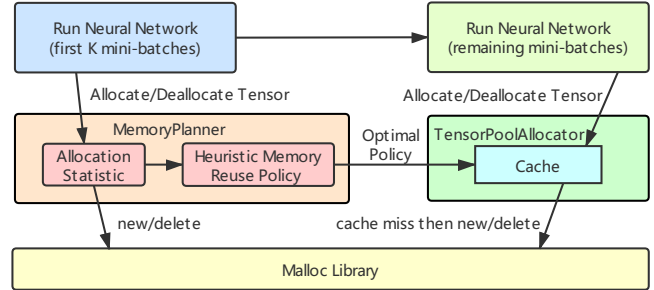 Run Neural Network
(first K mini-batches)
Run Neural Network
(remaining mini-batches)
Allocate/Deallocate Tensor
Allocate/Deallocate Tensor
MemoryPlanner
Optimal
Policy
TensorPoolAllocator
Allocation
Statistic
Heuristic Memory
Reuse Policy
Cache
new/delete
cache miss then new/delete
Malloc Library